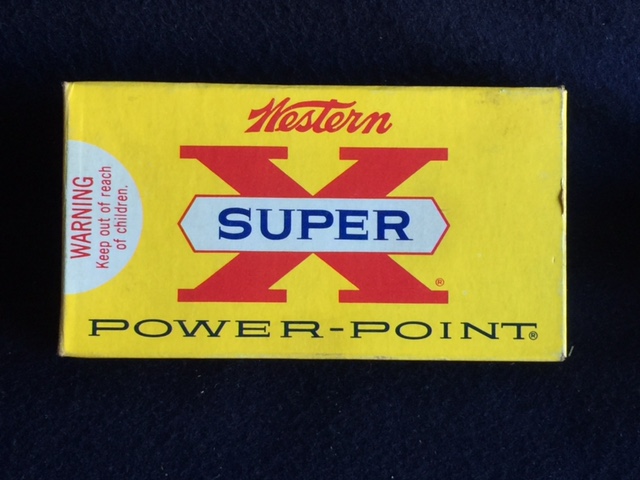 Western
X
SUPER
®
POWER-POINT®
WARNING
Keep out of reach
of children.